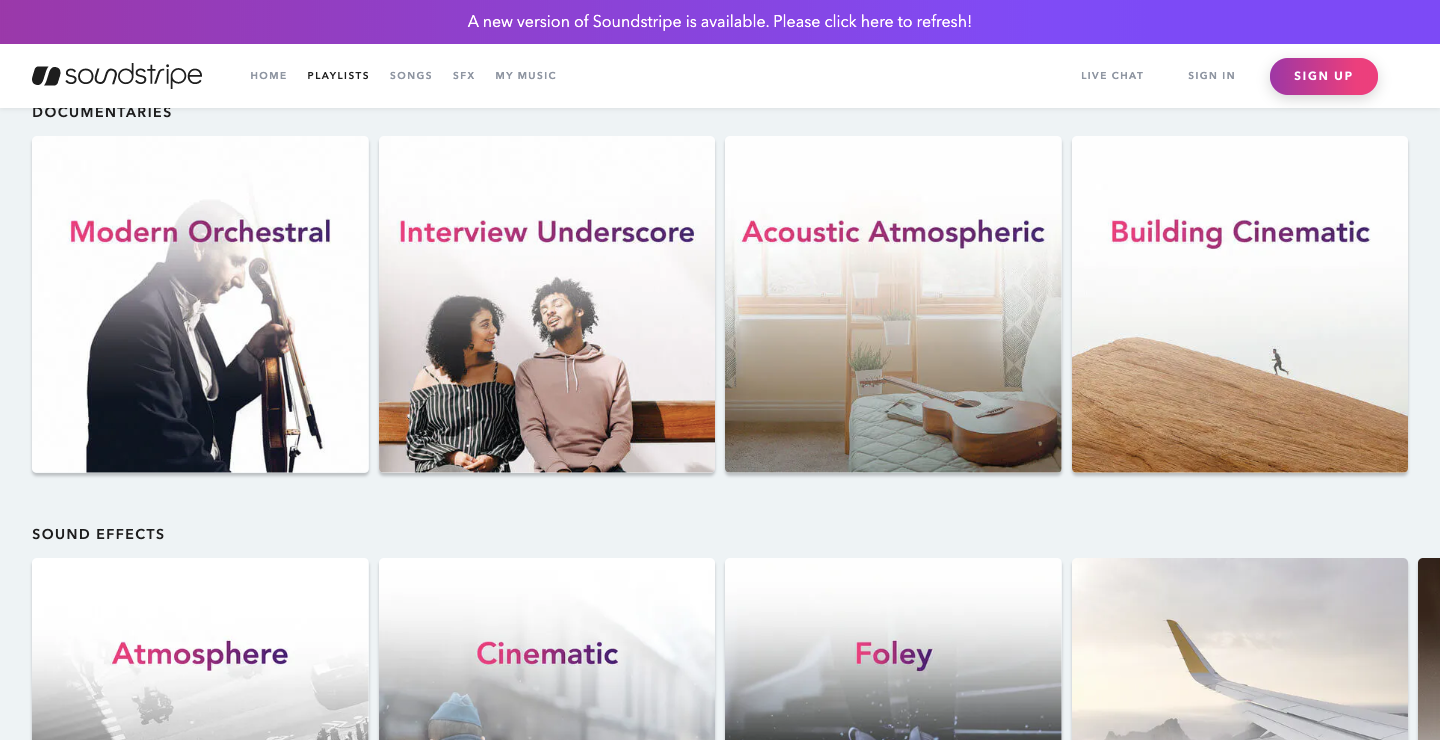 A new version of Soundstripe is available. Please click here to refresh!
soundstripe
HOME PLAYLISTS SONGS SFX MY MUSIC LIVE CHAT SIGN IN SIGN UP
DOCUMENTARIES
Modern Orchestral
Interview Underscore
Acoustic Atmospheric
Building Cinematic
SOUND EFFECTS
Atmosphere
Cinematic
Foley